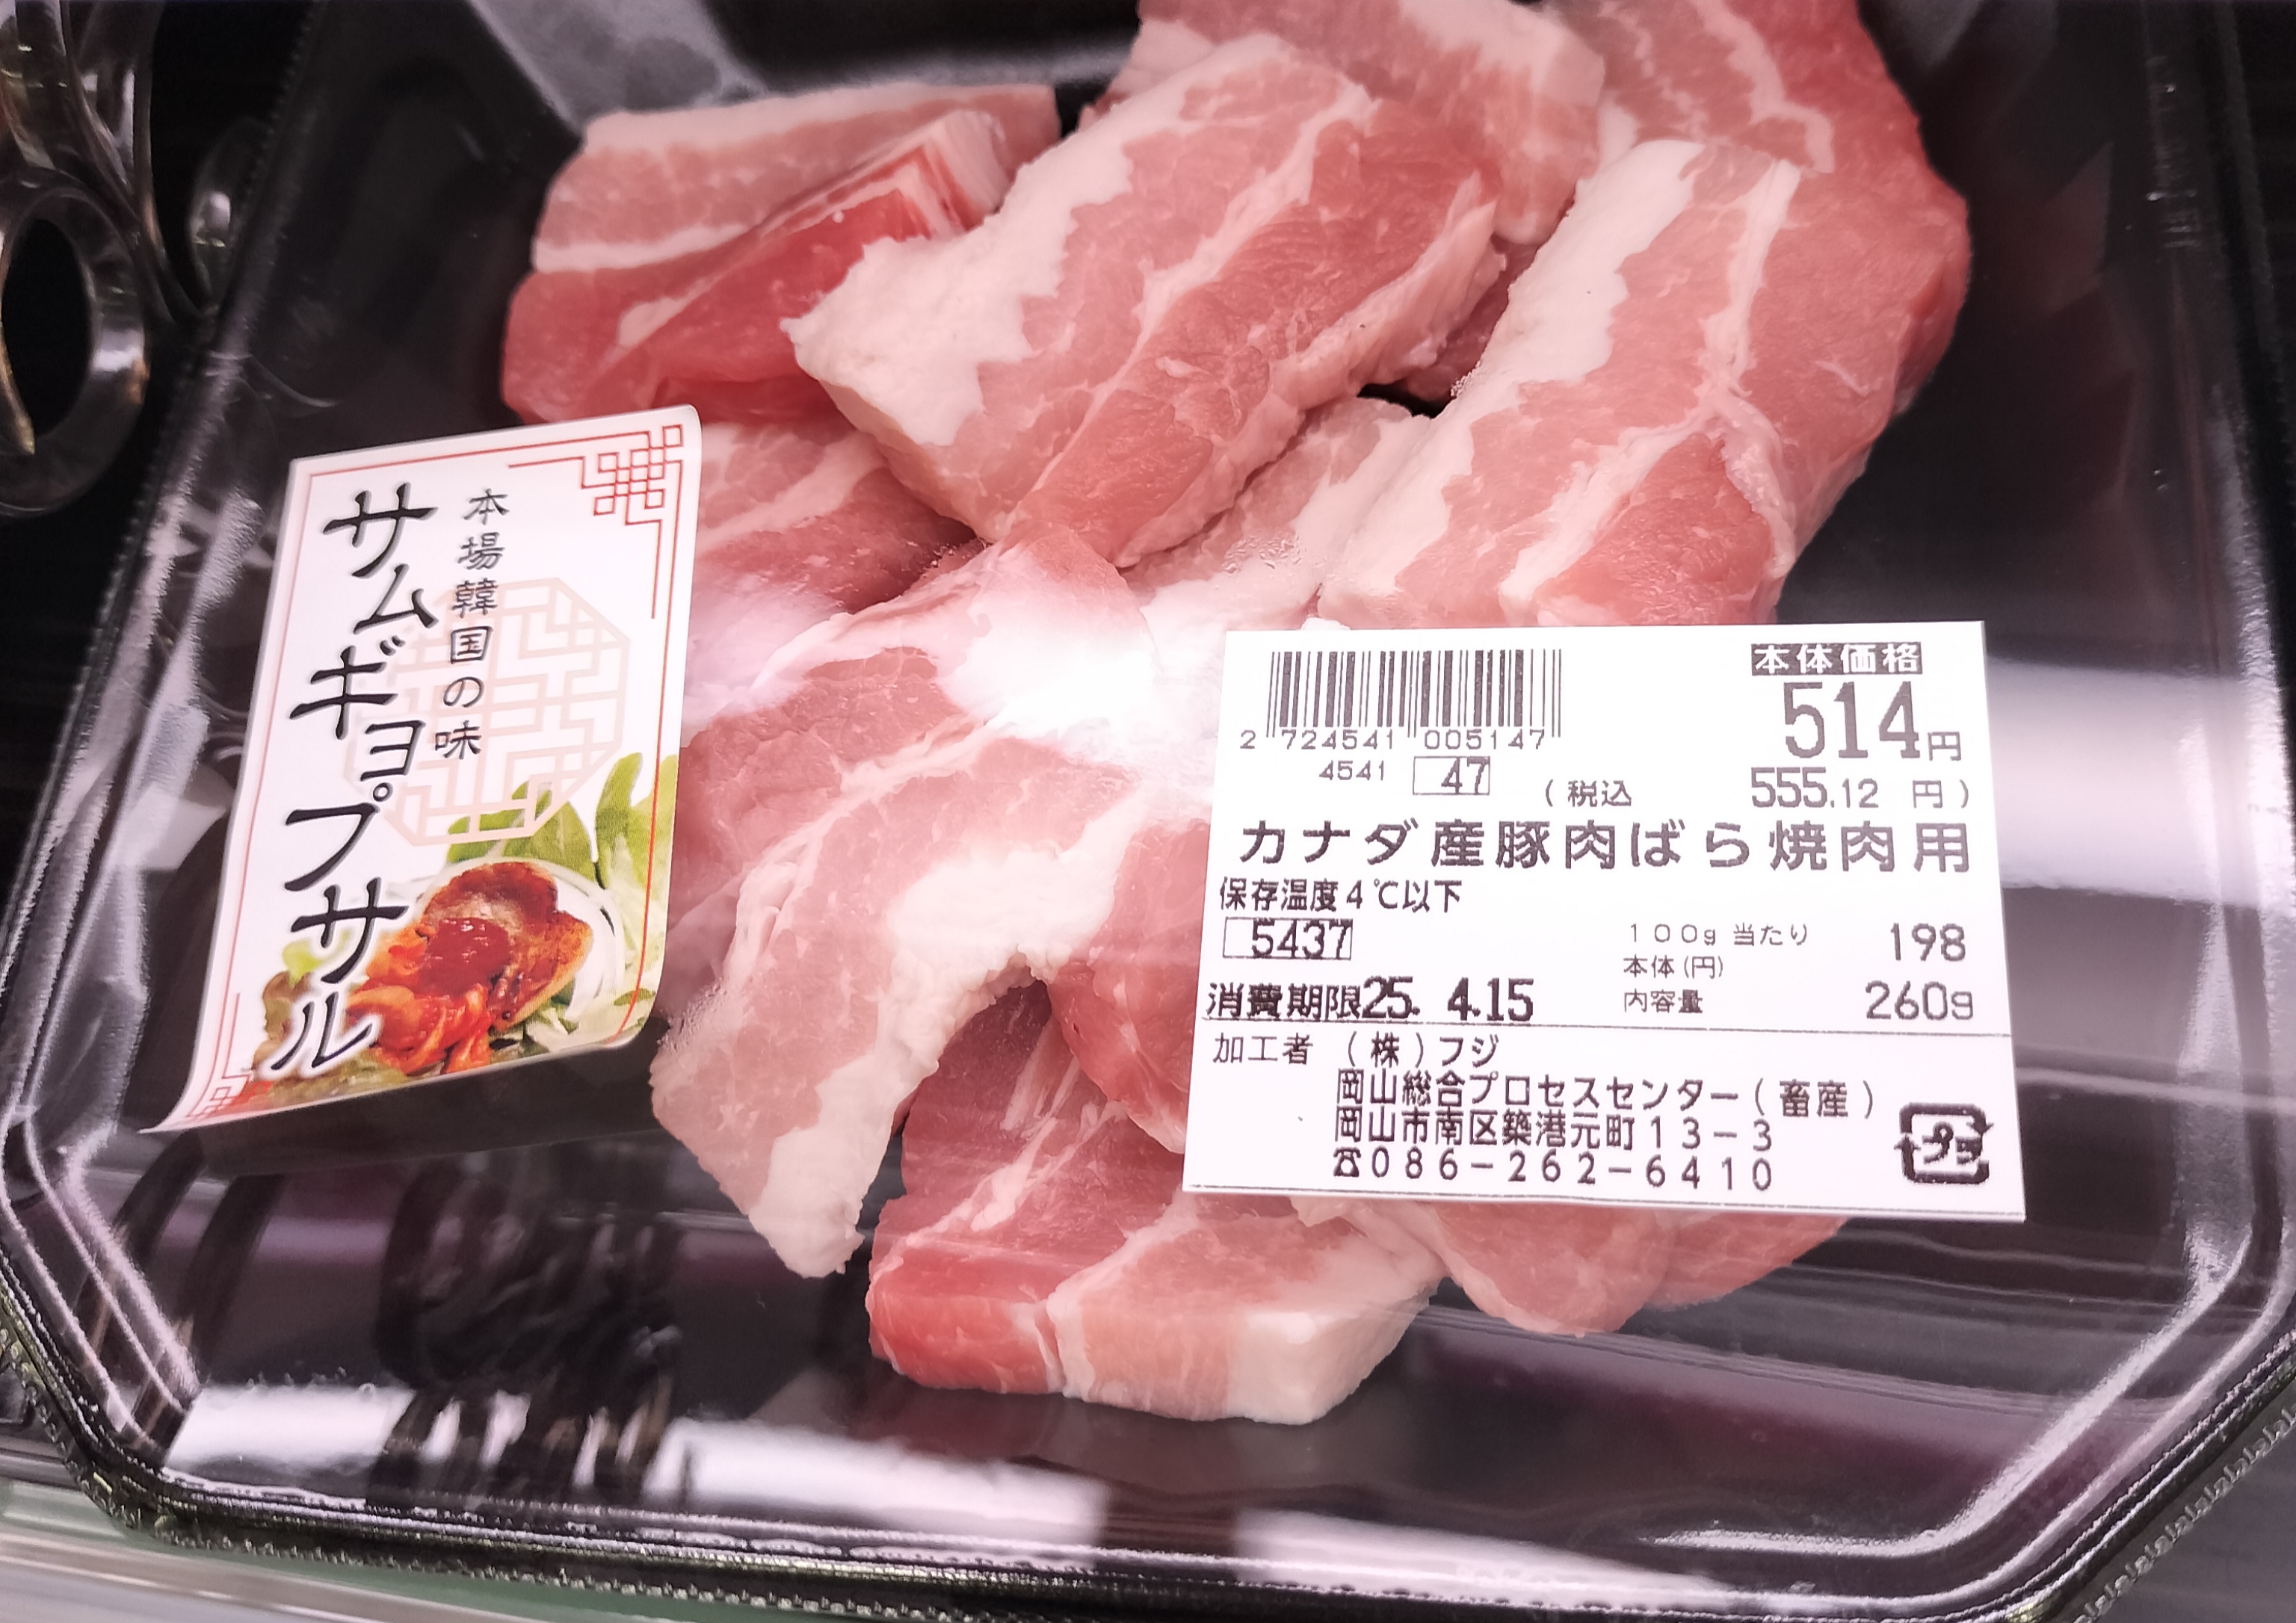 本場韓国の味
サムギョプサル
本体価格
514円
2 724541 005147
4541 47
(税込 555.12 円)
カナダ産豚肉ばら焼肉用
保存温度4℃以下
5437
100g当たり 198
本体(円)
消費期限25. 4.15
内容量 260g
加工者 (株)フジ
岡山総合プロセスセンター(畜産)
岡山市南区築港元町13-3
☎086-262-6410
プラ